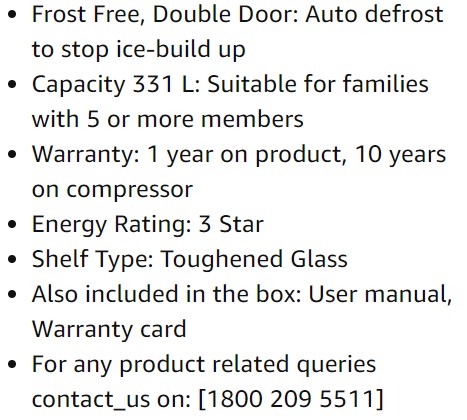 • Frost Free, Double Door: Auto defrost
to stop ice-build up
• Capacity 331 L: Suitable for families
with 5 or more members
• Warranty: 1 year on product, 10 years
on compressor
• Energy Rating: 3 Star
• Shelf Type: Toughened Glass
• Also included in the box: User manual,
Warranty card
• For any product related queries
contact_us on: [1800 209 5511]